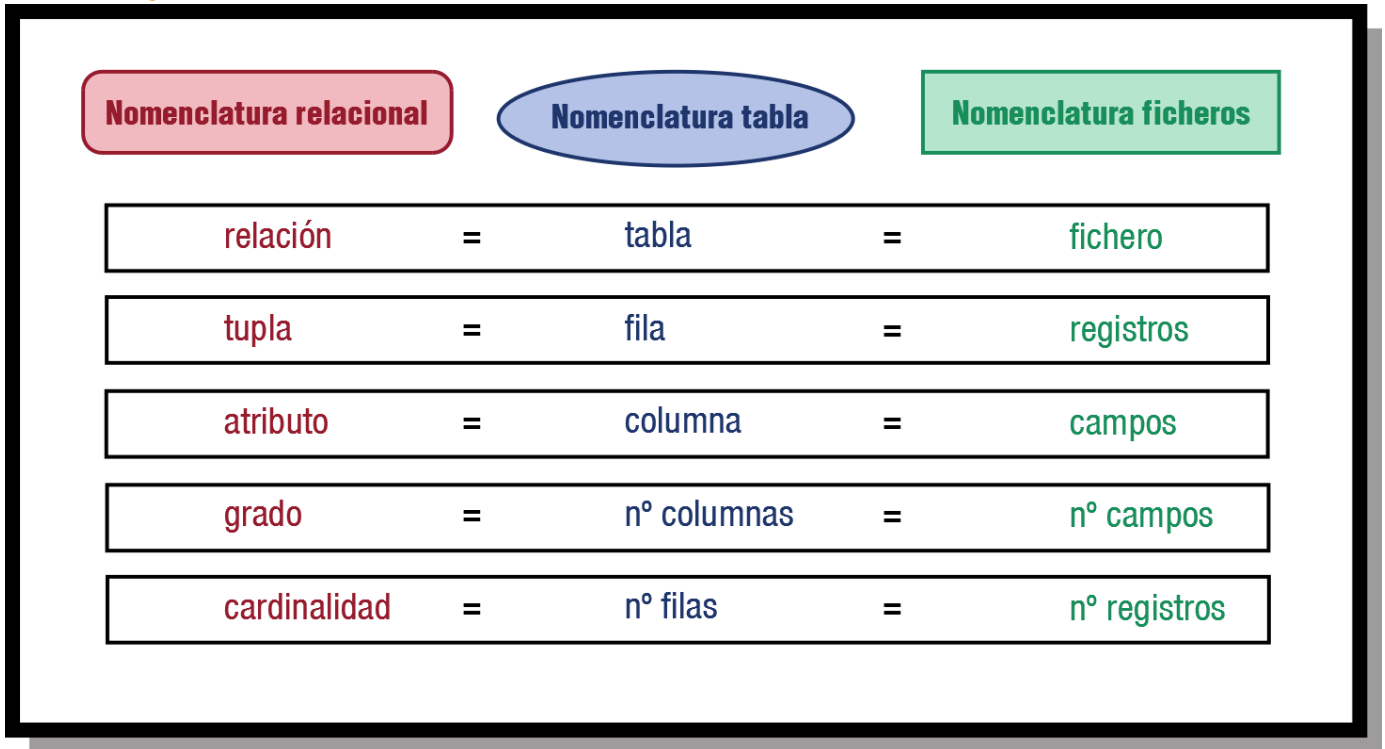 Nomenclatura relacional Nomenclatura tabla Nomenclatura ficheros
relación = tabla = fichero
tupla = fila = registros
atributo = columna = campos
grado = nº columnas = nº campos
cardinalidad = nº filas = nº registros